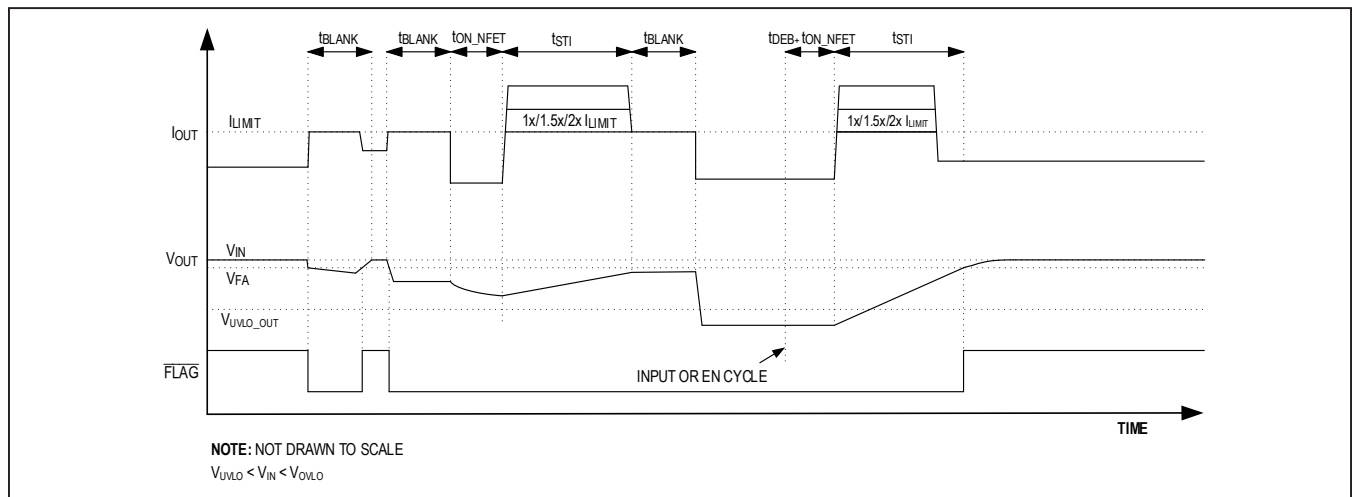 tBLANK tBLANK tON_NFET tSTI tBLANK tDEB+ tON_NFET tSTI
ILIMIT
IOUT
1x/1.5x/2x ILIMIT 1x/1.5x/2x ILIMIT
VIN
VOUT
VFA
VUVLO_OUT
FLAG
INPUT OR EN CYCLE
TIME
NOTE: NOT DRAWN TO SCALE
VUVLO < VIN < VOVLO